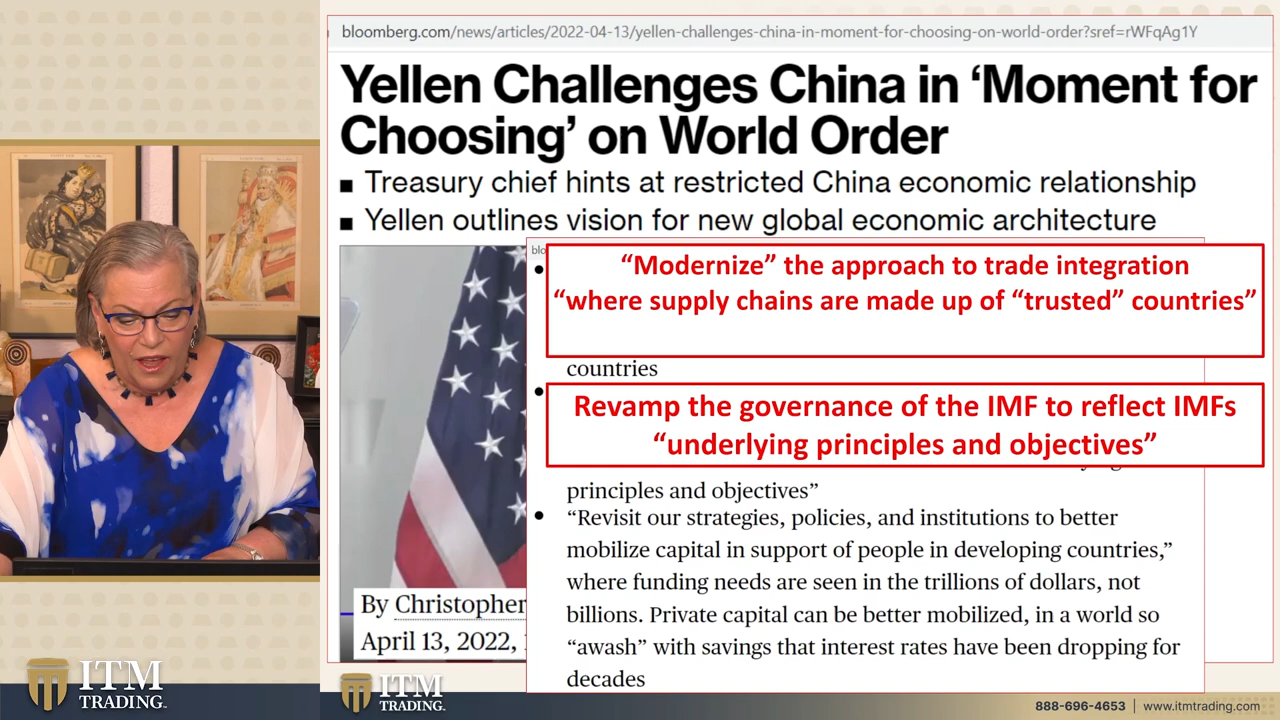 bloomberg.com/news/articles/2022-04-13/yellen-challenges-china-in-moment-for-choosing-on-world-order?sref=rWFqAg1Y
Yellen Challenges China in ‘Moment for
Choosing’ on World Order
■ Treasury chief hints at restricted China economic relationship
■ Yellen outlines vision for new global economic architecture
blo
“Modernize” the approach to trade integration
“where supply chains are made up of “trusted” countries”
countries
Revamp the governance of the IMF to reflect IMFs
“underlying principles and objectives”
principles and objectives”
• “Revisit our strategies, policies, and institutions to better
mobilize capital in support of people in developing countries,”
where funding needs are seen in the trillions of dollars, not
billions. Private capital can be better mobilized, in a world so
“awash” with savings that interest rates have been dropping for
decades
By Christopher
April 13, 2022,
ITM
TRADING
ITM
TRADING
888-696-4653 | www.itmtrading.com